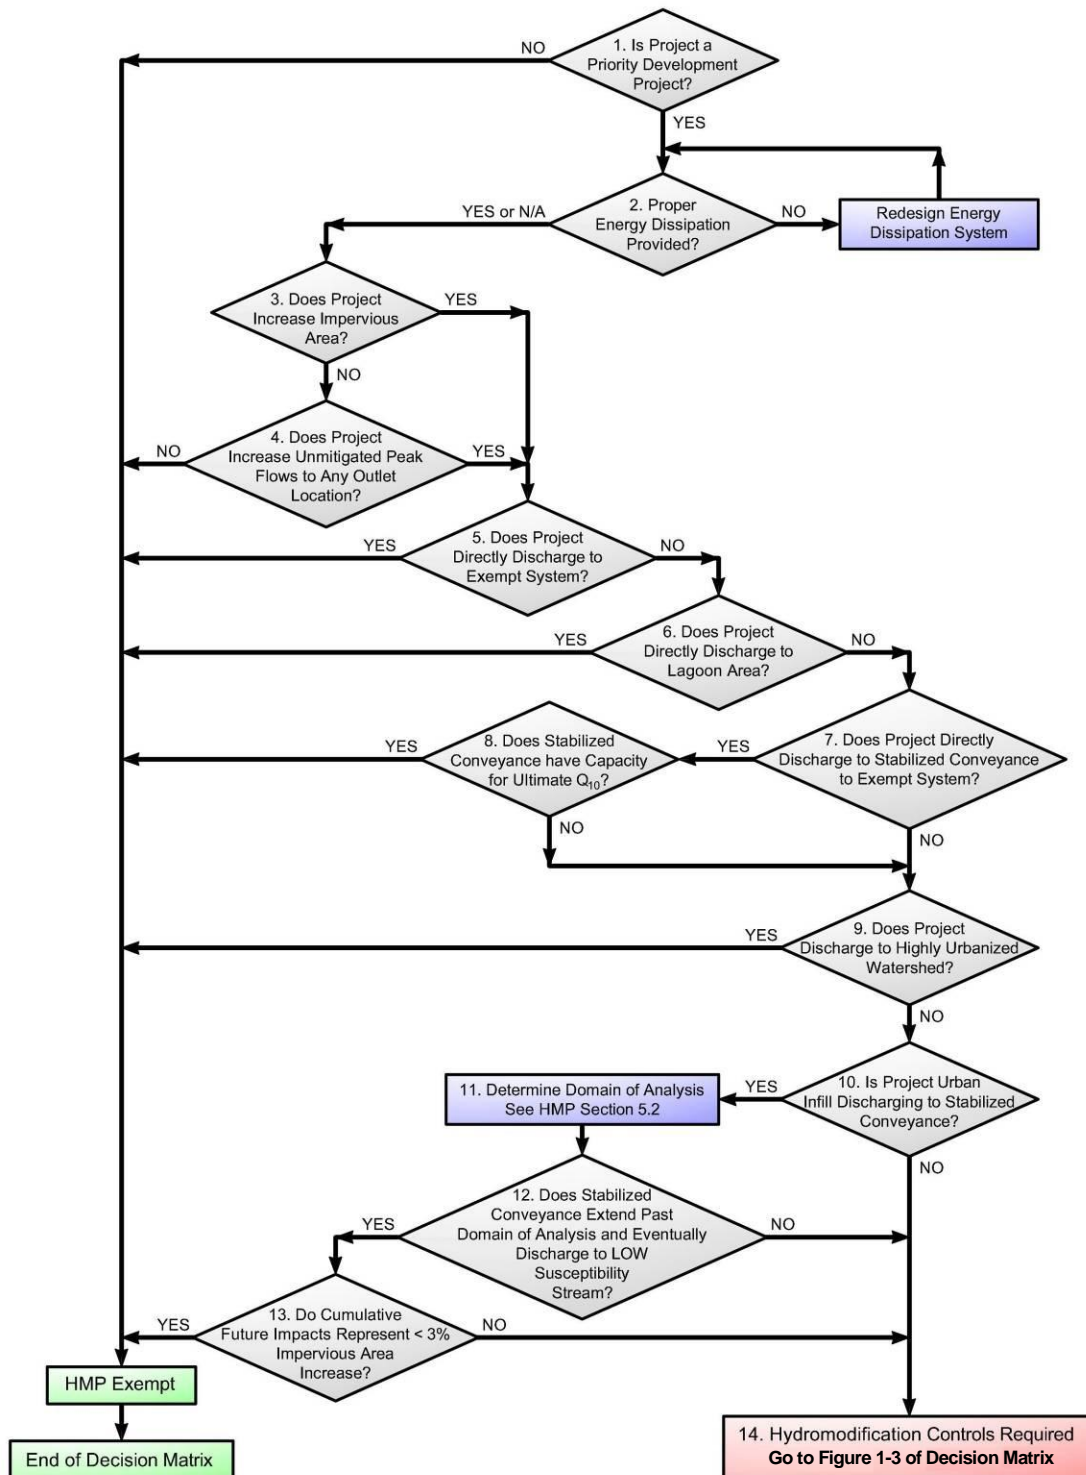 1. Is Project a
Priority Development
Project?
NO
YES
2. Proper
Energy Dissipation
Provided?
YES or N/A
NO
Redesign Energy
Dissipation System
3. Does Project
Increase Impervious
Area?
YES
NO
4. Does Project
Increase Unmitigated Peak
Flows to Any Outlet
Location?
NO
YES
5. Does Project
Directly Discharge to
Exempt System?
YES
NO
6. Does Project
Directly Discharge to
Lagoon Area?
YES
NO
7. Does Project Directly
Discharge to Stabilized Conveyance
to Exempt System?
YES
NO
8. Does Stabilized
Conveyance have Capacity
for Ultimate Q10?
YES
NO
9. Does Project
Discharge to Highly Urbanized
Watershed?
YES
NO
10. Is Project Urban
Infill Discharging to Stabilized
Conveyance?
YES
NO
11. Determine Domain of Analysis
See HMP Section 5.2
12. Does Stabilized
Conveyance Extend Past
Domain of Analysis and Eventually
Discharge to LOW
Susceptibility
Stream?
YES
NO
13. Do Cumulative
Future Impacts Represent < 3%
Impervious Area
Increase?
YES
NO
HMP Exempt
End of Decision Matrix
14. Hydromodification Controls Required
Go to Figure 1-3 of Decision Matrix